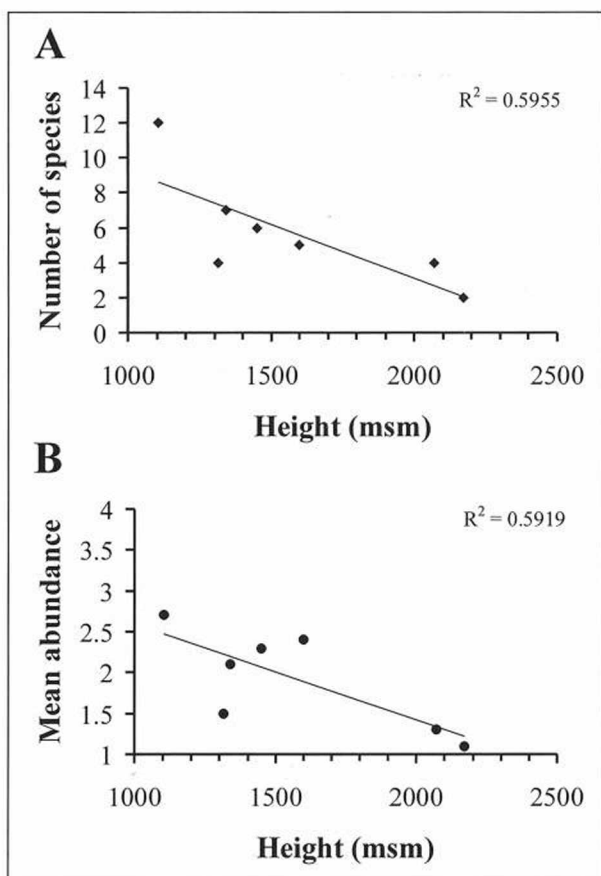 A
R² = 0.5955
Number of species
14
12
10
8
6
4
2
0
1000 1500 2000 2500
Height (msm)
B
R² = 0.5919
Mean abundance
4
3.5
3
2.5
2
1.5
1
1000 1500 2000 2500
Height (msm)